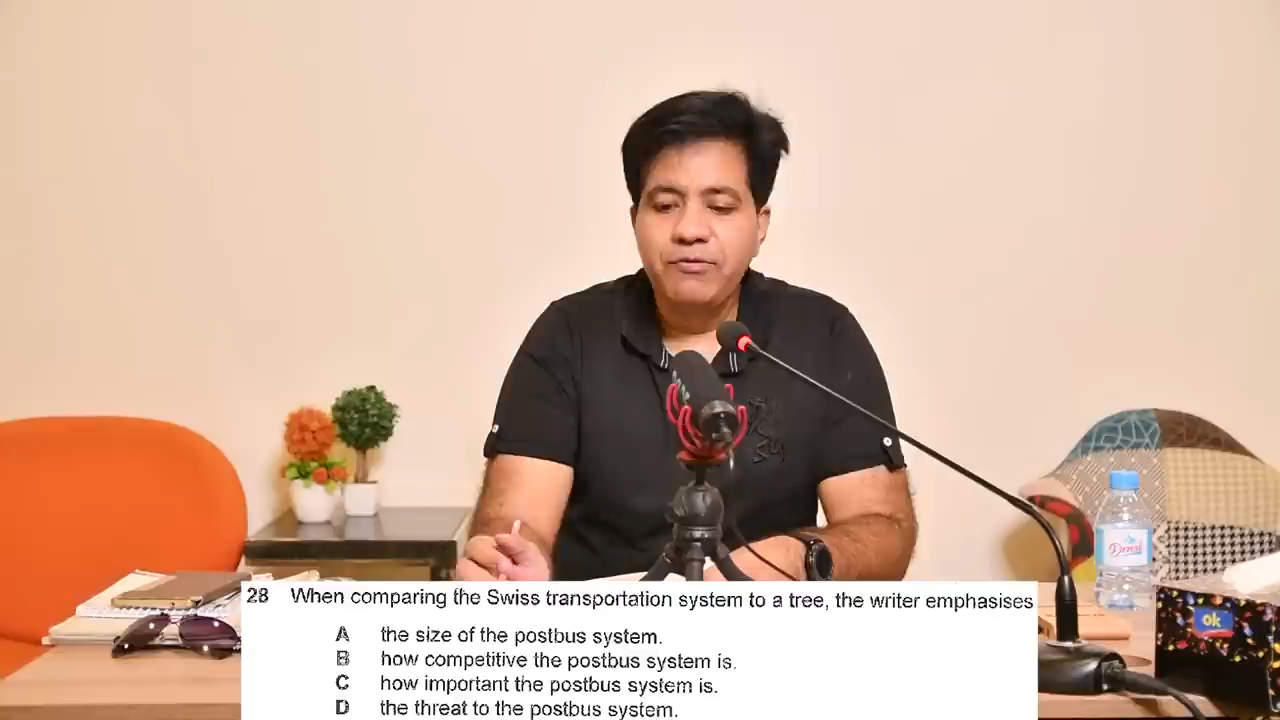 28 When comparing the Swiss transportation system to a tree, the writer emphasises
A the size of the postbus system.
B how competitive the postbus system is.
C how important the postbus system is.
D the threat to the postbus system.
ok